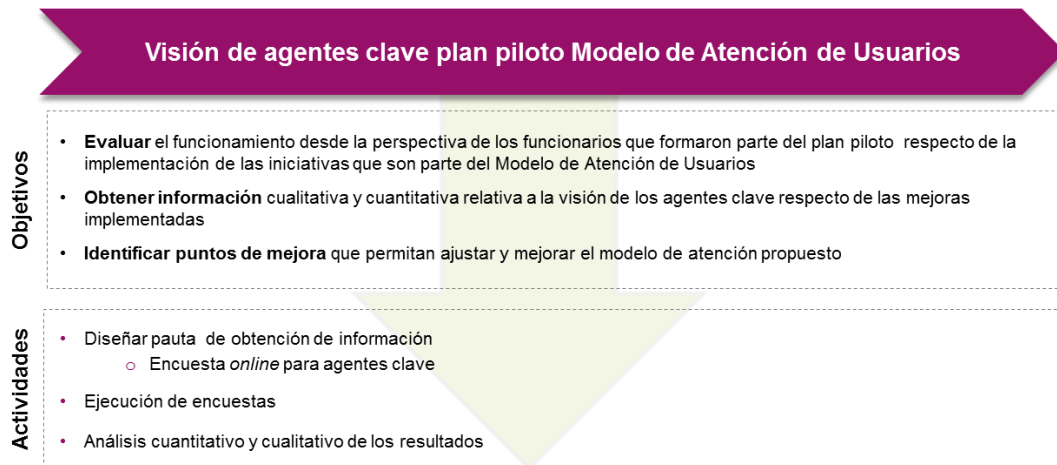 Visión de agentes clave plan piloto Modelo de Atención de Usuarios
Objetivos
• Evaluar el funcionamiento desde la perspectiva de los funcionarios que formaron parte del plan piloto respecto de la
implementación de las iniciativas que son parte del Modelo de Atención de Usuarios
• Obtener información cualitativa y cuantitativa relativa a la visión de los agentes clave respecto de las mejoras
implementadas
• Identificar puntos de mejora que permitan ajustar y mejorar el modelo de atención propuesto
Actividades
• Diseñar pauta de obtención de información
o Encuesta online para agentes clave
• Ejecución de encuestas
• Análisis cuantitativo y cualitativo de los resultados